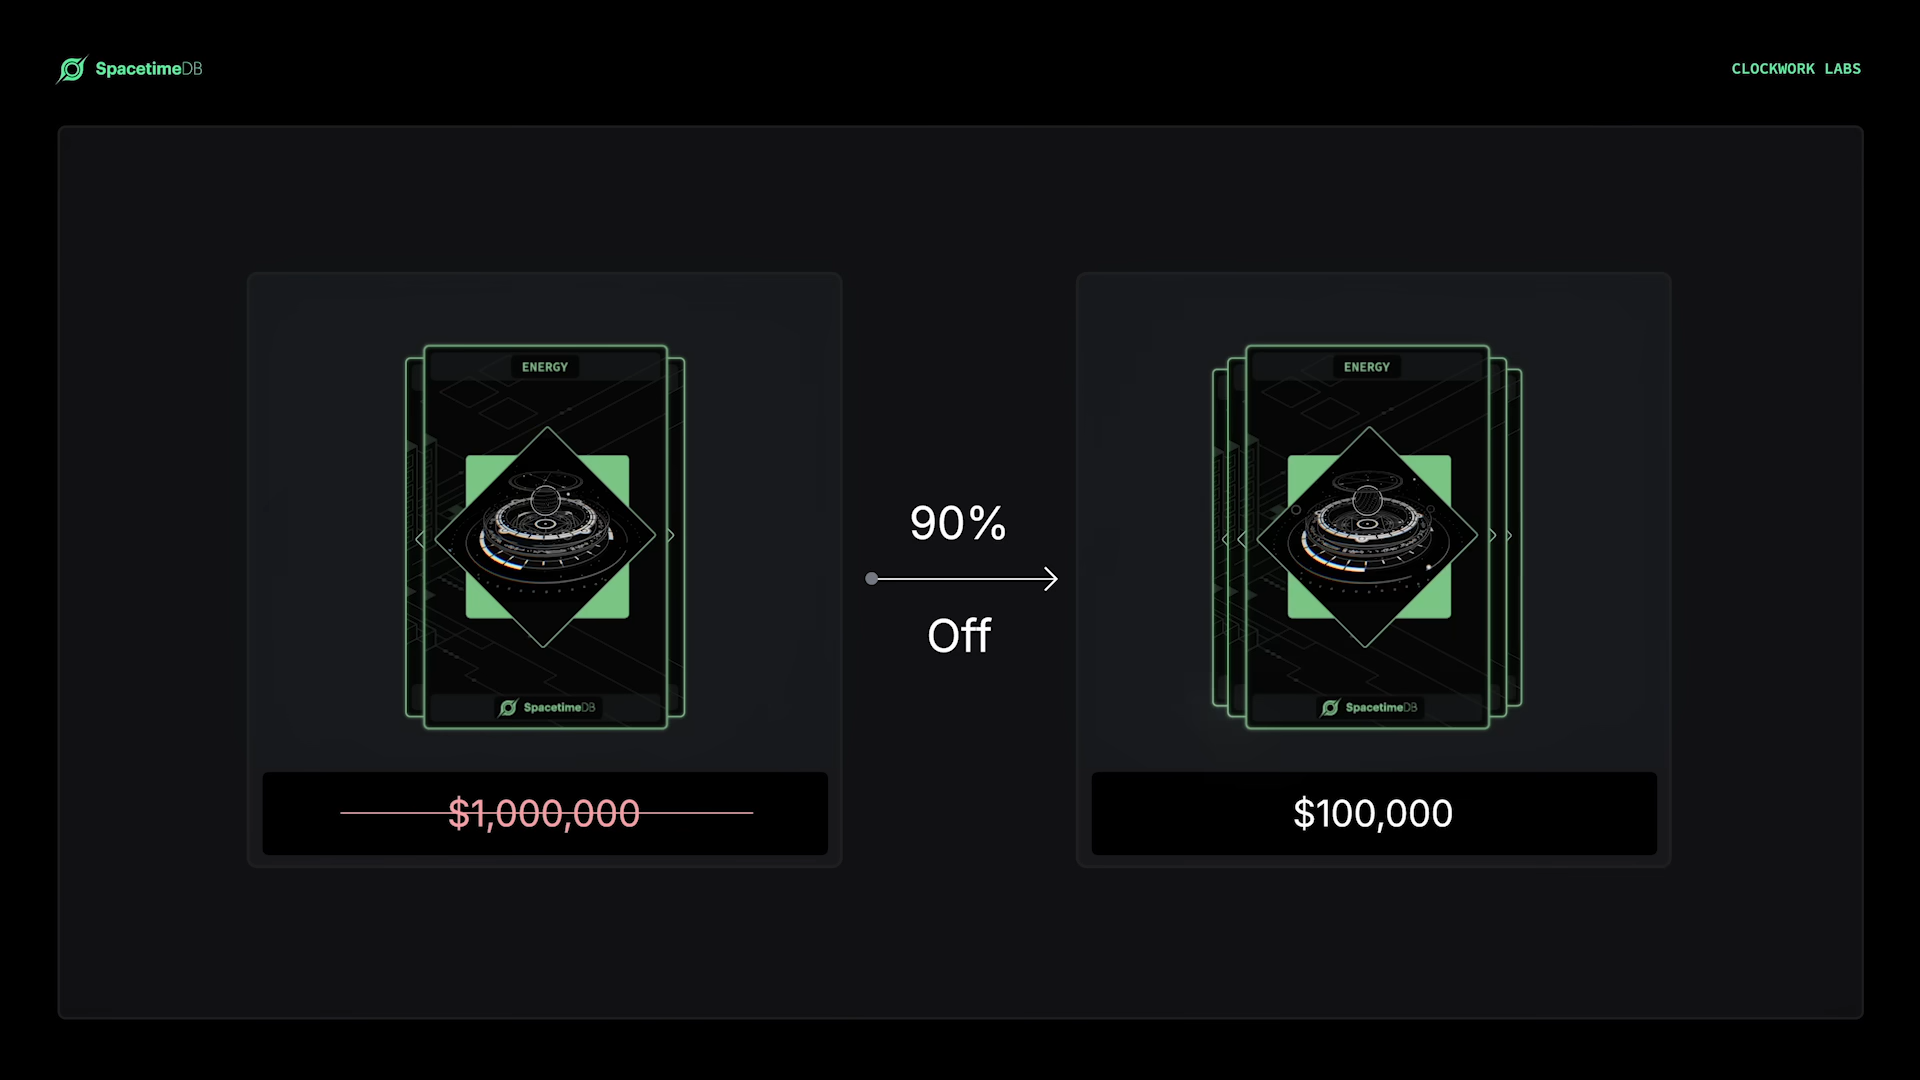 SpacetimeDB
CLOCKWORK LABS
ENERGY
SpacetimeDB
$1,000,000
90%
Off
ENERGY
SpacetimeDB
$100,000